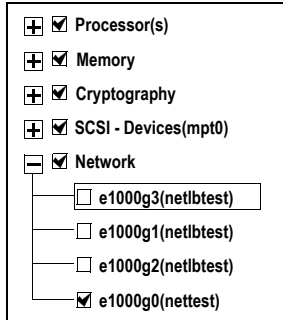 Processor(s)
Memory
Cryptography
SCSI - Devices(mpt0)
Network
e1000g3(netlbtest)
e1000g1(netlbtest)
e1000g2(netlbtest)
e1000g0(nettest)